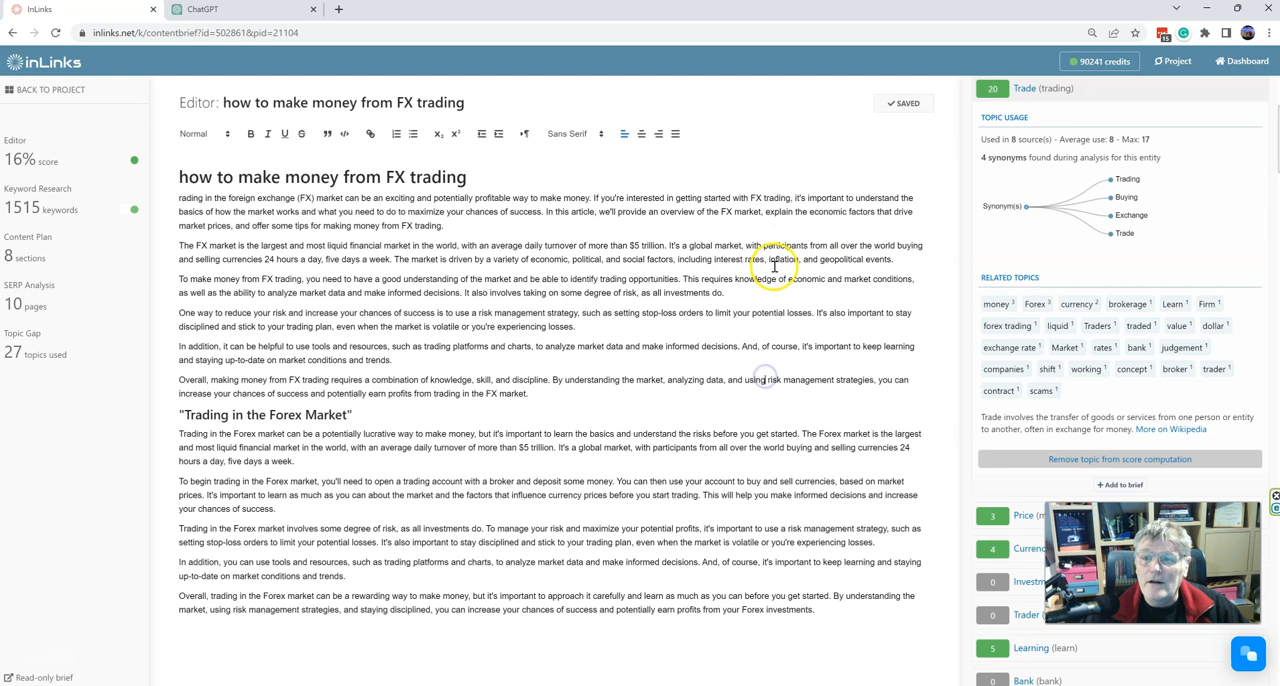 InLinks
ChatGPT
inlinks.net/k/contentbrief?id=502861&pid=21104
15
inLinks
90241 credits
Project
Dashboard
BACK TO PROJECT
Editor
16% score
Keyword Research
1515 keywords
Content Plan
8 sections
SERP Analysis
10 pages
Topic Gap
27 topics used
Read-only brief
Editor: how to make money from FX trading
SAVED
Normal
B I U S
Sans Serif
how to make money from FX trading
rading in the foreign exchange (FX) market can be an exciting and potentially profitable way to make money. If you're interested in getting started with FX trading, it's important to understand the
basics of how the market works and what you need to do to maximize your chances of success. In this article, we'll provide an overview of the FX market, explain the economic factors that drive
market prices, and offer some tips for making money from FX trading.
The FX market is the largest and most liquid financial market in the world, with an average daily turnover of more than $5 trillion. It's a global market, with participants from all over the world buying
and selling currencies 24 hours a day, five days a week. The market is driven by a variety of economic, political, and social factors, including interest rates, inflation, and geopolitical events.
To make money from FX trading, you need to have a good understanding of the market and be able to identify trading opportunities. This requires knowledge of economic and market conditions,
as well as the ability to analyze market data and make informed decisions. It also involves taking on some degree of risk, as all investments do.
One way to reduce your risk and increase your chances of success is to use a risk management strategy, such as setting stop-loss orders to limit your potential losses. It's also important to stay
disciplined and stick to your trading plan, even when the market is volatile or you're experiencing losses.
In addition, it can be helpful to use tools and resources, such as trading platforms and charts, to analyze market data and make informed decisions. And, of course, it's important to keep learning
and staying up-to-date on market conditions and trends.
Overall, making money from FX trading requires a combination of knowledge, skill, and discipline. By understanding the market, analyzing data, and using risk management strategies, you can
increase your chances of success and potentially earn profits from trading in the FX market.
"Trading in the Forex Market"
Trading in the Forex market can be a potentially lucrative way to make money, but it's important to learn the basics and understand the risks before you get started. The Forex market is the largest
and most liquid financial market in the world, with an average daily turnover of more than $5 trillion. It's a global market, with participants from all over the world buying and selling currencies 24
hours a day, five days a week.
To begin trading in the Forex market, you'll need to open a trading account with a broker and deposit some money. You can then use your account to buy and sell currencies, based on market
prices. It's important to learn as much as you can about the market and the factors that influence currency prices before you start trading. This will help you make informed decisions and increase
your chances of success.
Trading in the Forex market involves some degree of risk, as all investments do. To manage your risk and maximize your potential profits, it's important to use a risk management strategy, such as
setting stop-loss orders to limit your potential losses. It's also important to stay disciplined and stick to your trading plan, even when the market is volatile or you're experiencing losses.
In addition, you can use tools and resources, such as trading platforms and charts, to analyze market data and make informed decisions. And, of course, it's important to keep learning and staying
up-to-date on market conditions and trends.
Overall, trading in the Forex market can be a rewarding way to make money, but it's important to approach it carefully and learn as much as you can before you get started. By understanding the
market, using risk management strategies, and staying disciplined, you can increase your chances of success and potentially earn profits from your Forex investments.
20 Trade (trading)
TOPIC USAGE
Used in 8 source(s) - Average use: 8 - Max: 17
4 synonyms found during analysis for this entity
Trading
Buying
Synonym(s)
Exchange
Trade
RELATED TOPICS
money 3 Forex 3 currency 2 brokerage 1 Learn 1 Firm 1
forex trading 1 liquid 1 Traders 1 traded 1 value 1 dollar 1
exchange rate 1 Market 1 rates 1 bank 1 judgement 1
companies 1 shift 1 working 1 concept 1 broker 1 trader 1
contract 1 scams 1
Trade involves the transfer of goods or services from one person or entity
to another, often in exchange for money. More on Wikipedia
Remove topic from score computation
+ Add to brief
3 Price (m
4 Currenc
0 Investm
0 Trader (
5 Learning (learn)
0 Bank (bank)